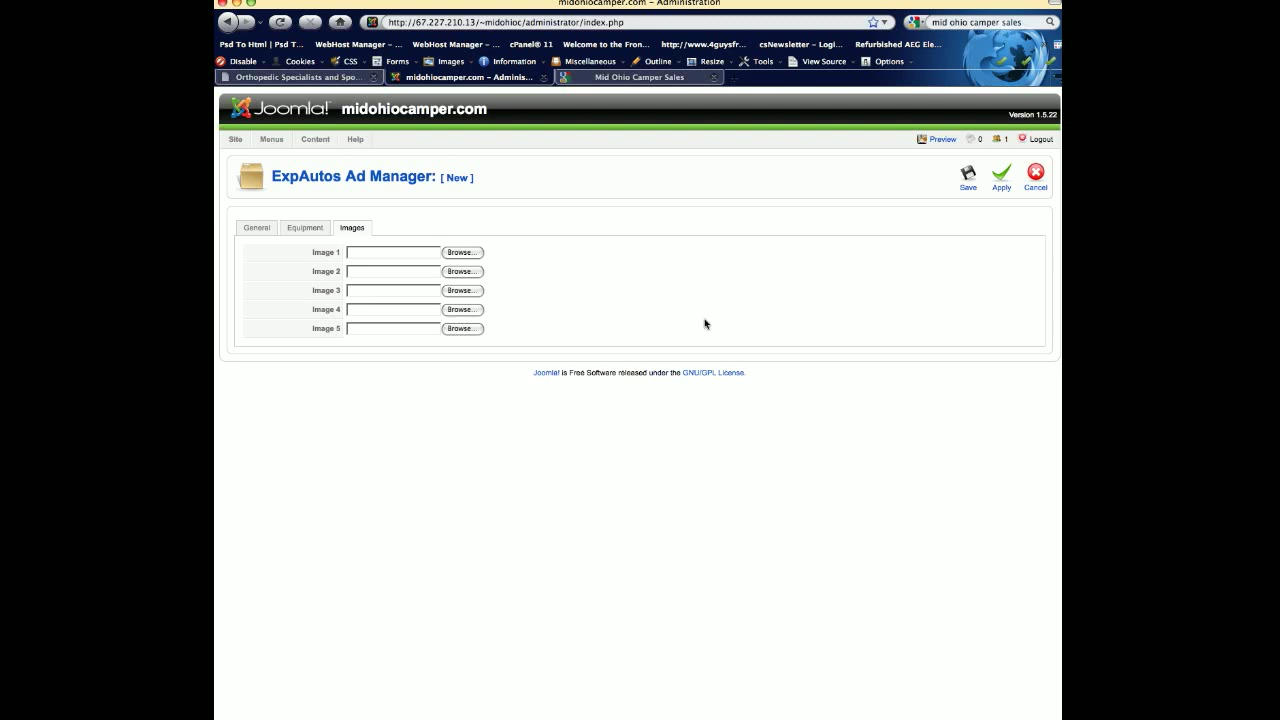 midohiocamper.com – Administration
http://67.227.210.13/~midohioc/administrator/index.php
mid ohio camper sales
Psd To Html | Psd T... WebHost Manager – ... WebHost Manager – ... cPanel® 11 Welcome to the Fron... http://www.4guysfr... csNewsletter – Logi... Refurbished AEG Ele...
Disable Cookies CSS Forms Images Information Miscellaneous Outline Resize Tools View Source Options
Orthopedic Specialists and Spo... midohiocamper.com – Adminis... Mid Ohio Camper Sales
Joomla! midohiocamper.com
Version 1.5.22
Site Menus Content Help Preview 0 1 Logout
ExpAutos Ad Manager: [ New ]
Save Apply Cancel
General Equipment Images
Image 1 Browse...
Image 2 Browse...
Image 3 Browse...
Image 4 Browse...
Image 5 Browse...
Joomla! is Free Software released under the GNU/GPL License.